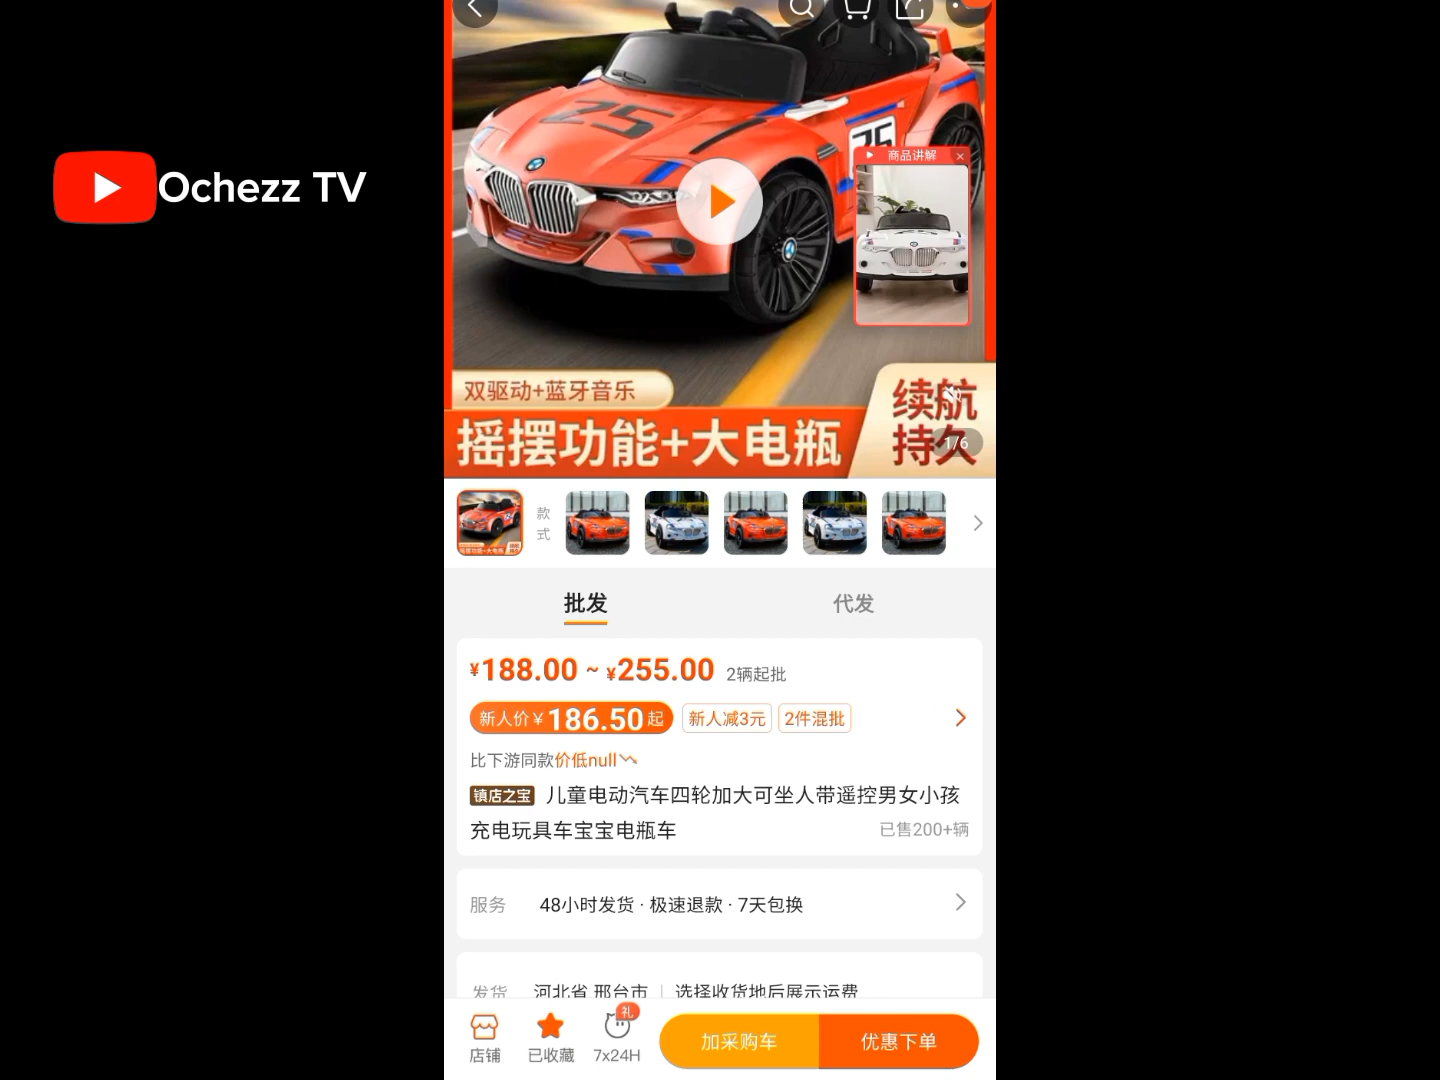 Ochezz TV
25
25
商品讲解
双驱动+蓝牙音乐
摇摆功能+大电瓶
续航
持久
1/6
款式
批发
代发
¥188.00 ~ ¥255.00 2辆起批
新人价¥186.50起 新人减3元 2件混批
比下游同款价低null
镇店之宝 儿童电动汽车四轮加大可坐人带遥控男女小孩
充电玩具车宝宝电瓶车 已售200+辆
服务 48小时发货 · 极速退款 · 7天包换
发货 河北省 邢台市 | 选择收货地后展示运费
礼
店铺 已收藏 7x24H 加采购车 优惠下单